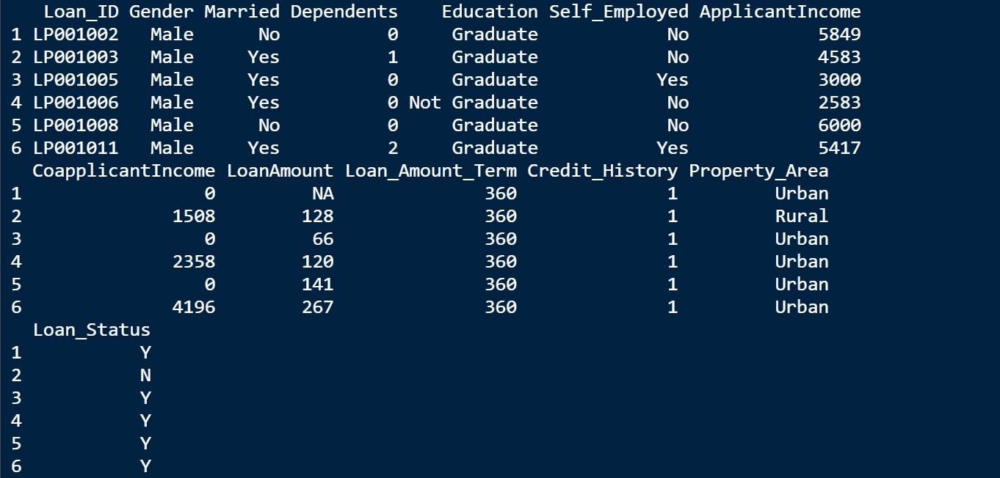 Loan_ID Gender Married Dependents Education Self_Employed ApplicantIncome
1 LP001002 Male No 0 Graduate No 5849
2 LP001003 Male Yes 1 Graduate No 4583
3 LP001005 Male Yes 0 Graduate Yes 3000
4 LP001006 Male Yes 0 Not Graduate No 2583
5 LP001008 Male No 0 Graduate No 6000
6 LP001011 Male Yes 2 Graduate Yes 5417
CoapplicantIncome LoanAmount Loan_Amount_Term Credit_History Property_Area
1 0 NA 360 1 Urban
2 1508 128 360 1 Rural
3 0 66 360 1 Urban
4 2358 120 360 1 Urban
5 0 141 360 1 Urban
6 4196 267 360 1 Urban
Loan_Status
1 Y
2 N
3 Y
4 Y
5 Y
6 Y